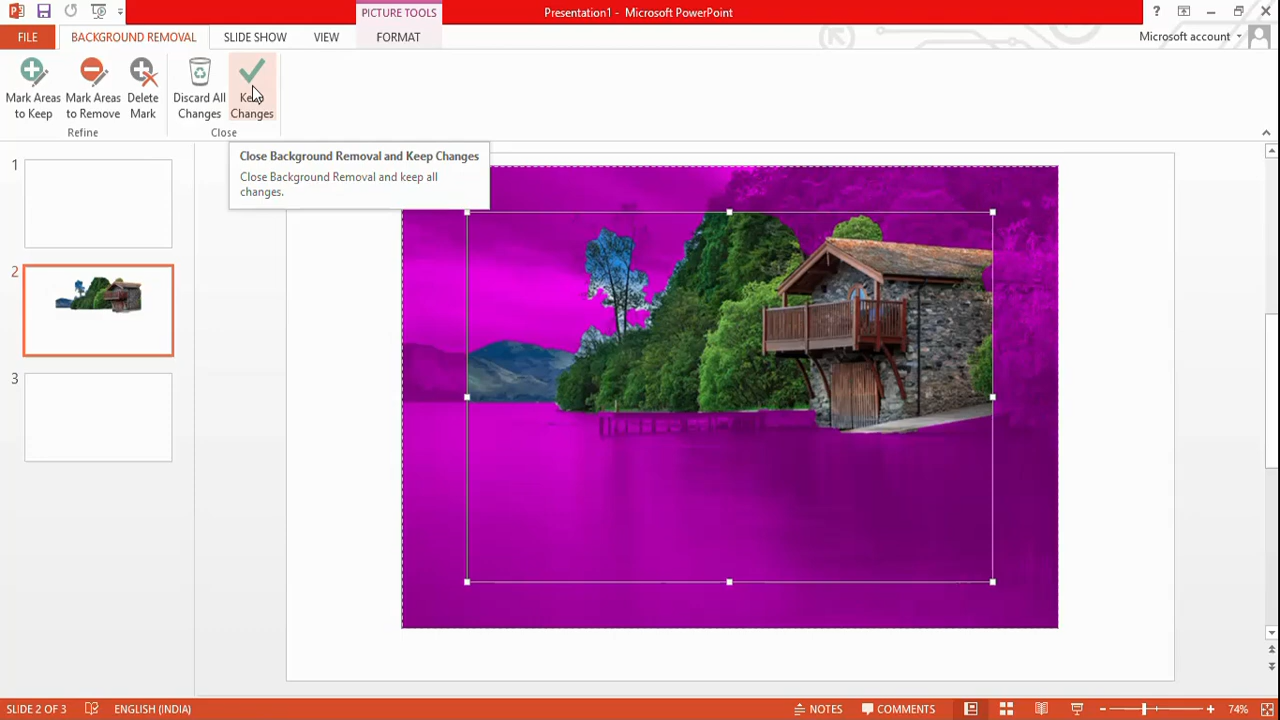 PICTURE TOOLS
Presentation1 - Microsoft PowerPoint
?
FILE
BACKGROUND REMOVAL
SLIDE SHOW
VIEW
FORMAT
Microsoft account
Mark Areas
to Keep
Mark Areas
to Remove
Delete
Mark
Discard All
Changes
Keep
Changes
Refine
Close
Close Background Removal and Keep Changes
Close Background Removal and keep all
changes.
1
2
3
SLIDE 2 OF 3
ENGLISH (INDIA)
NOTES
COMMENTS
74%